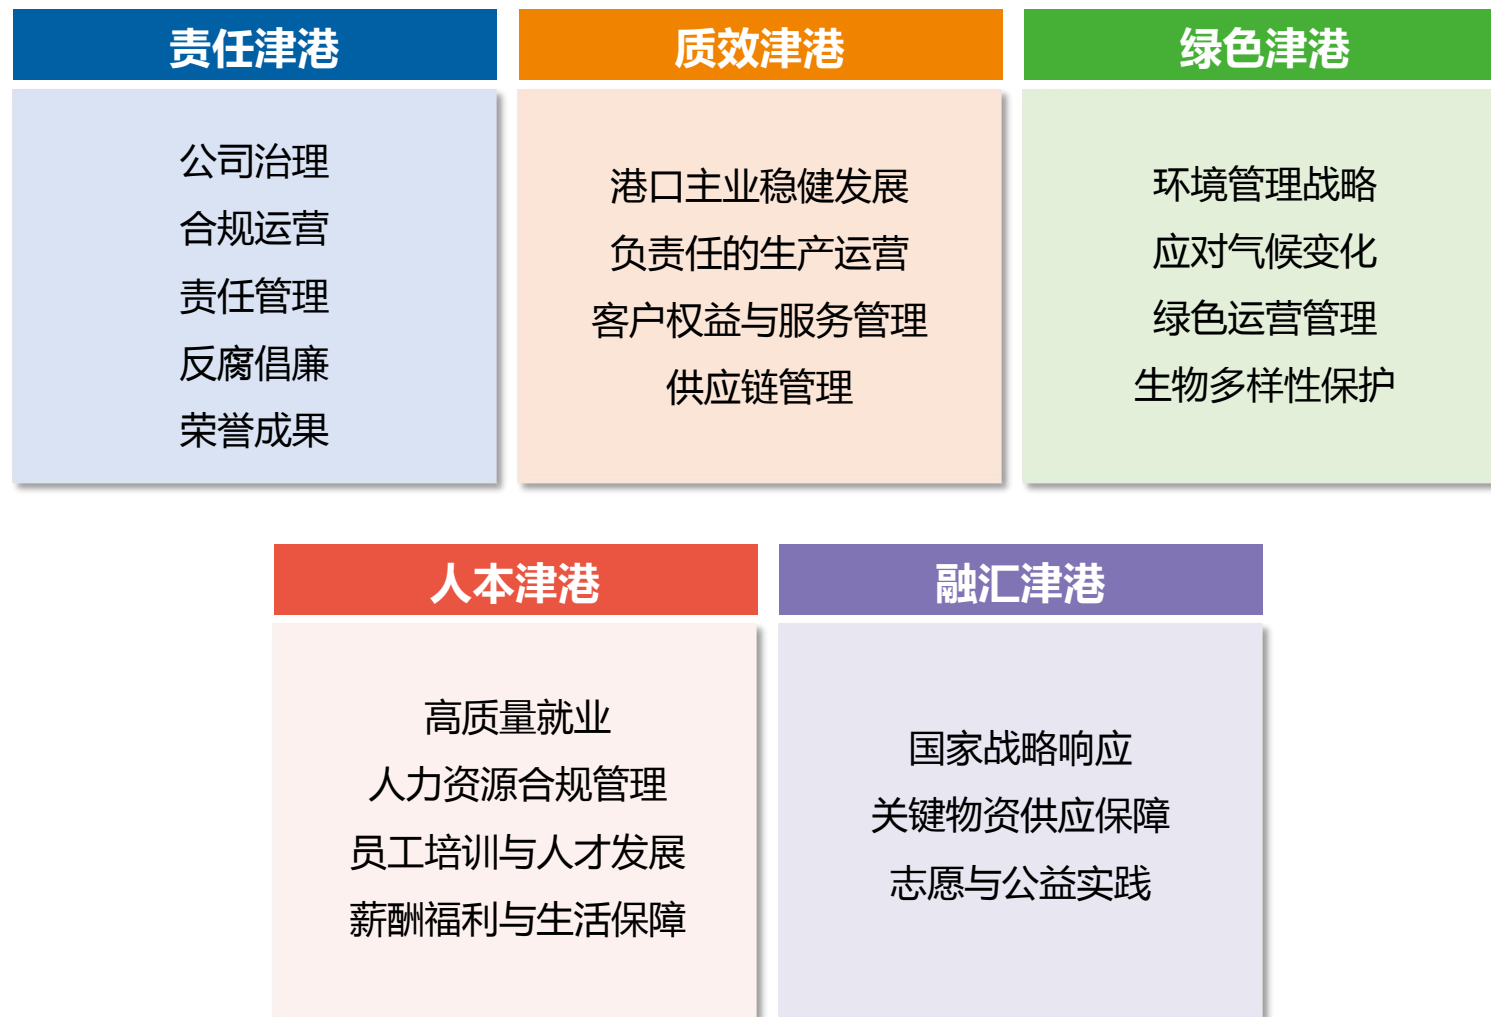 责任津港
公司治理
合规运营
责任管理
反腐倡廉
荣誉成果
质效津港
港口主业稳健发展
负责任的生产运营
客户权益与服务管理
供应链管理
绿色津港
环境管理战略
应对气候变化
绿色运营管理
生物多样性保护
人本津港
高质量就业
人力资源合规管理
员工培训与人才发展
薪酬福利与生活保障
融汇津港
国家战略响应
关键物资供应保障
志愿与公益实践